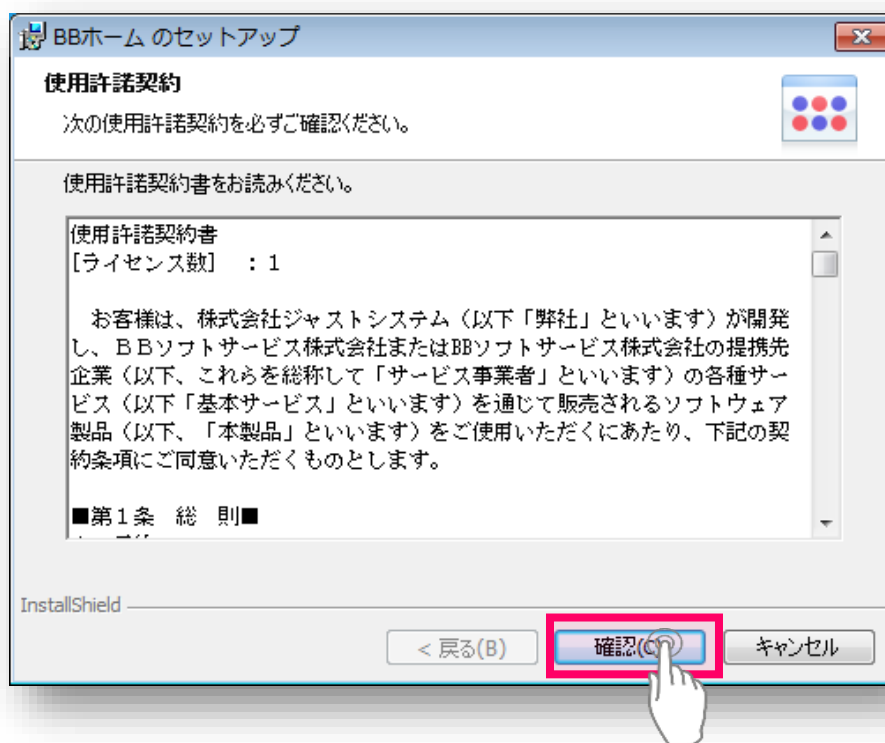 BBホーム のセットアップ
使用許諾契約
次の使用許諾契約を必ずご確認ください。
使用許諾契約書をお読みください。
使用許諾契約書
[ライセンス数]　：1
お客様は、株式会社ジャストシステム（以下「弊社」といいます）が開発
し、ＢＢソフトサービス株式会社またはBBソフトサービス株式会社の提携先
企業（以下、これらを総称して「サービス事業者」といいます）の各種サー
ビス（以下「基本サービス」といいます）を通じて販売されるソフトウェア
製品（以下、「本製品」といいます）をご使用いただくにあたり、下記の契
約条項にご同意いただくものとします。
■第１条　総　則■
InstallShield
< 戻る(B)
確認(C)
キャンセル